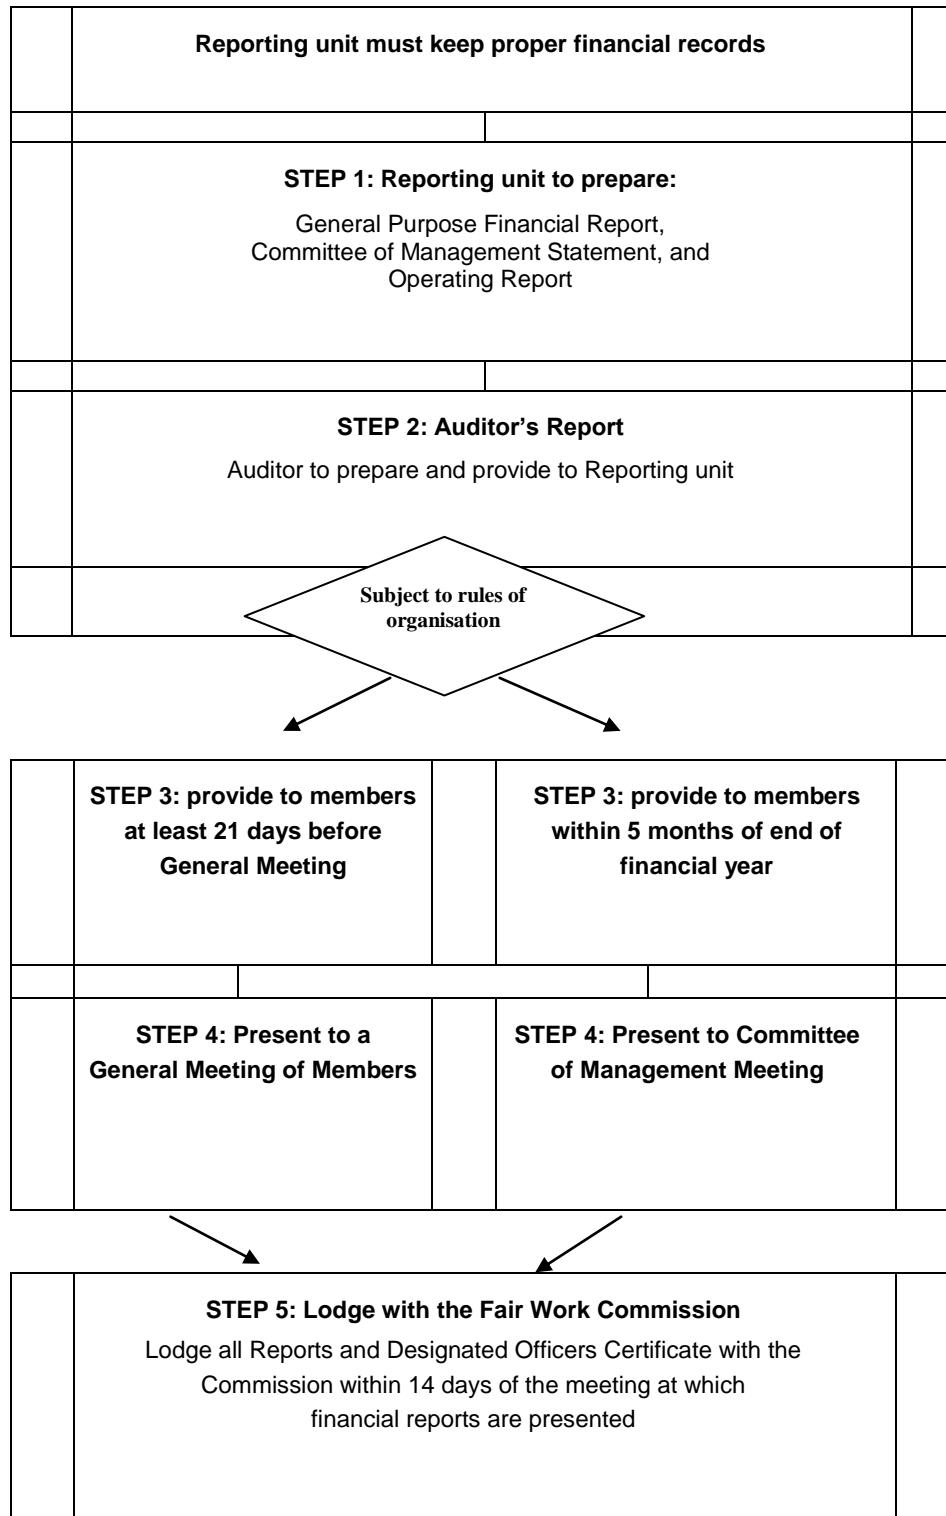 Reporting unit must keep proper financial records
STEP 1: Reporting unit to prepare:
General Purpose Financial Report,
Committee of Management Statement, and
Operating Report
STEP 2: Auditor’s Report
Auditor to prepare and provide to Reporting unit
Subject to rules of
organisation
STEP 3: provide to members
at least 21 days before
General Meeting
STEP 3: provide to members
within 5 months of end of
financial year
STEP 4: Present to a
General Meeting of Members
STEP 4: Present to Committee
of Management Meeting
STEP 5: Lodge with the Fair Work Commission
Lodge all Reports and Designated Officers Certificate with the
Commission within 14 days of the meeting at which
financial reports are presented